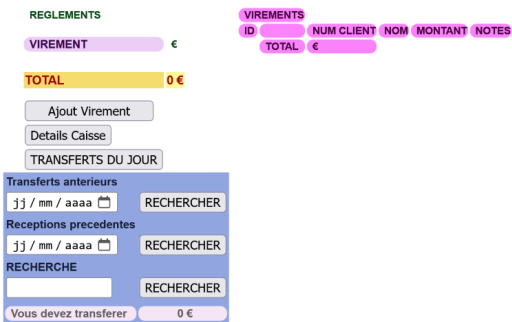 REGLEMENTS
VIREMENT €
TOTAL 0 €
Ajout Virement
Details Caisse
TRANSFERTS DU JOUR
Transferts anterieurs
jj / mm / aaaa RECHERCHER
Receptions precedentes
jj / mm / aaaa RECHERCHER
RECHERCHE
RECHERCHER
Vous devez transferer 0 €
VIREMENTS
ID NUM CLIENT NOM MONTANT NOTES
TOTAL €